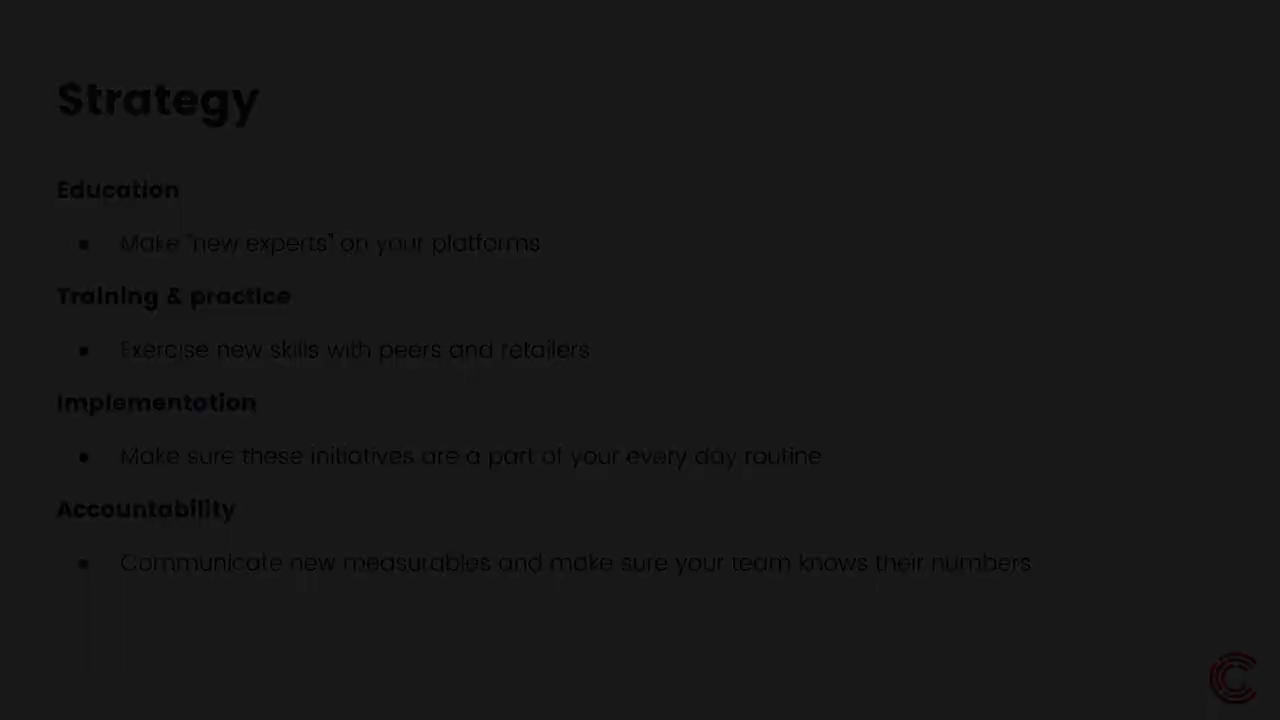 Strategy
Education
● Make "new experts" on your platforms
Training & practice
● Exercise new skills with peers and retailers
Implementation
● Make sure these initiatives are a part of your every day routine
Accountability
● Communicate new measurables and make sure your team knows their numbers